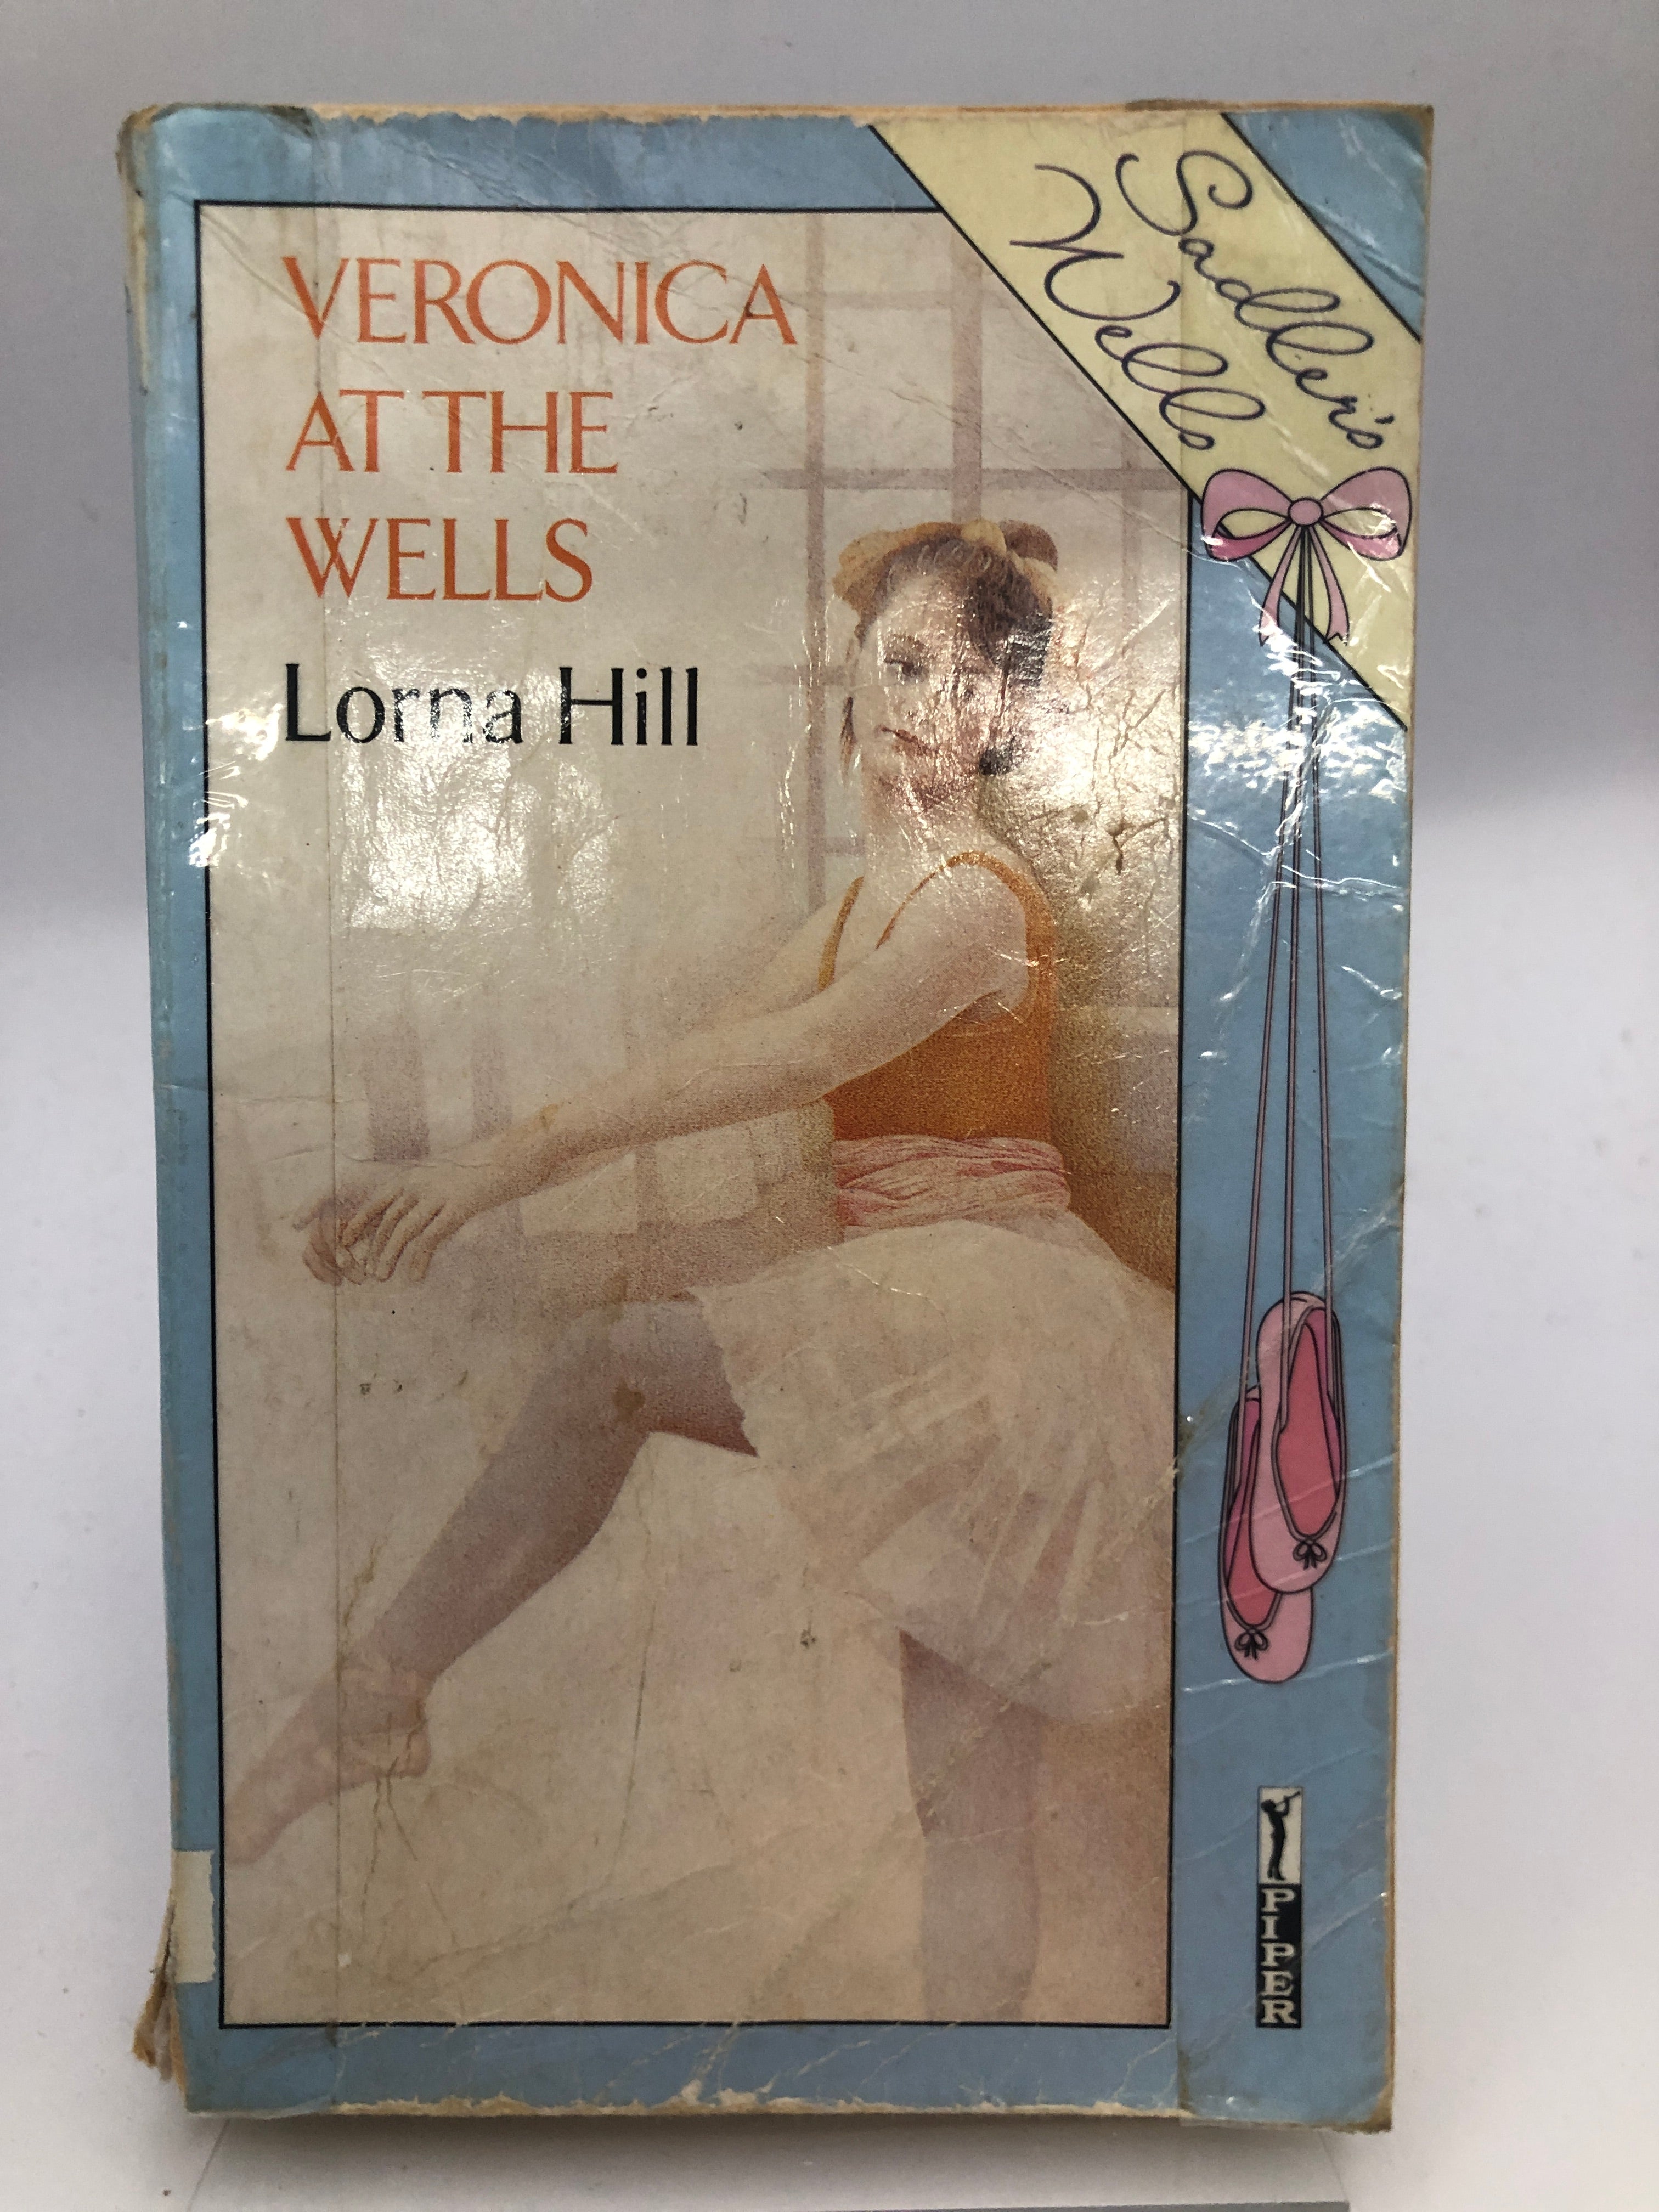 VERONICA
AT THE
WELLS
Lorna Hill
Sadler's
Wells
PIPER